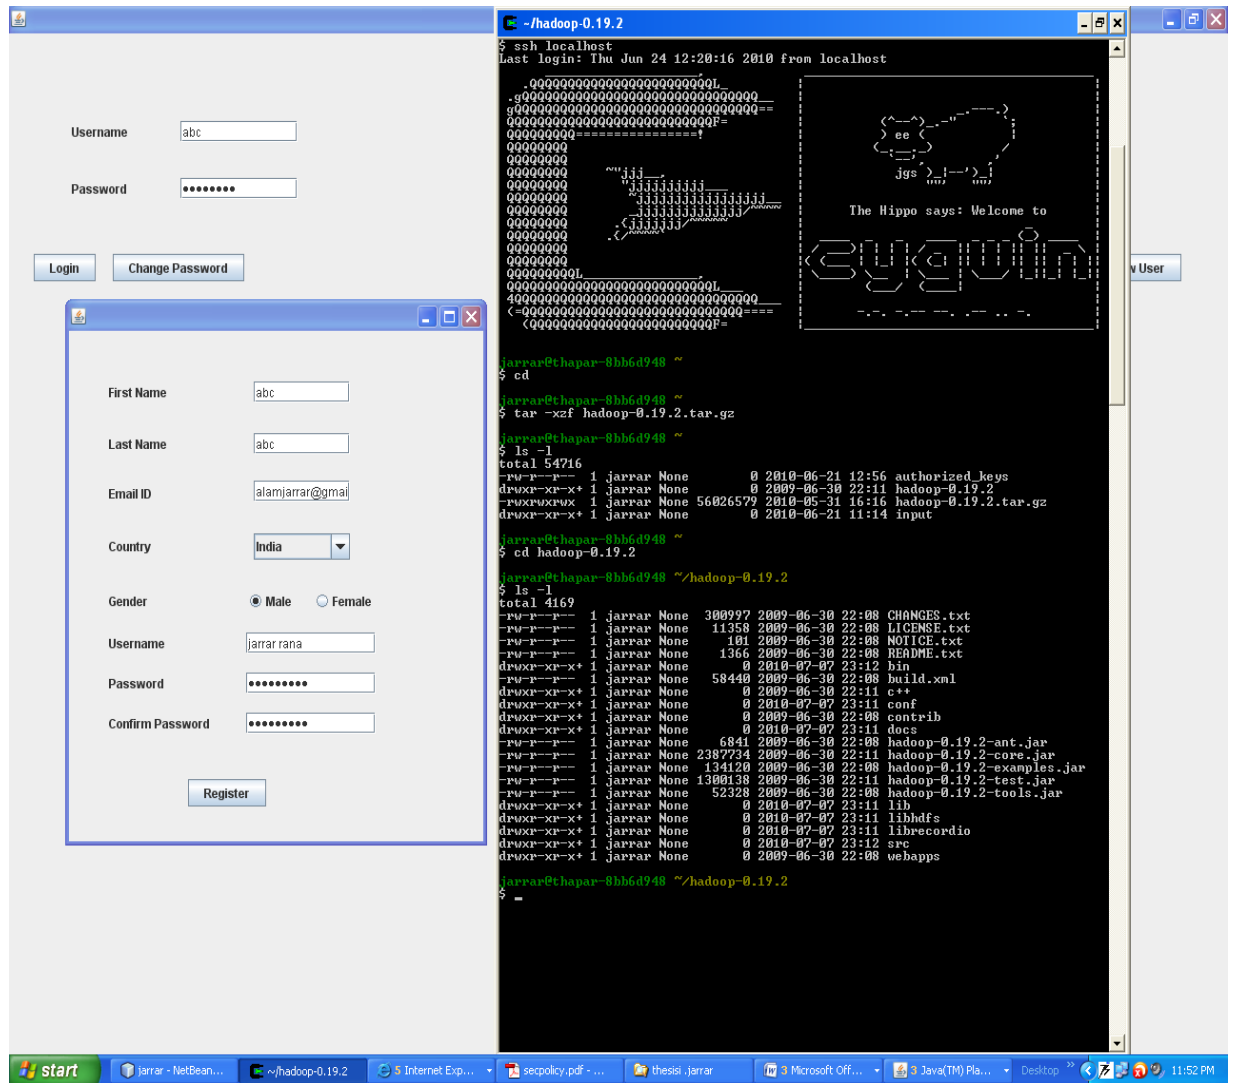 ~/hadoop-0.19.2
Username abc
Password ••••••••
Login Change Password
w User
First Name abc
Last Name abc
Email ID alamjarrar@gmai
Country India
Gender Male Female
Username jarrar rana
Password •••••••••
Confirm Password •••••••••
Register
$ ssh localhost
Last login: Thu Jun 24 12:20:16 2010 from localhost
jgs
The Hippo says: Welcome to
cygwin
jarrar@thapar-8bb6d948 ~
$ cd
jarrar@thapar-8bb6d948 ~
$ tar -xzf hadoop-0.19.2.tar.gz
jarrar@thapar-8bb6d948 ~
$ ls -l
total 54716
-rw-r--r-- 1 jarrar None 0 2010-06-21 12:56 authorized_keys
drwxr-xr-x+ 1 jarrar None 0 2009-06-30 22:11 hadoop-0.19.2
-rwxrwxrwx 1 jarrar None 56026579 2010-05-31 16:16 hadoop-0.19.2.tar.gz
drwxr-xr-x+ 1 jarrar None 0 2010-06-21 11:14 input
jarrar@thapar-8bb6d948 ~
$ cd hadoop-0.19.2
jarrar@thapar-8bb6d948 ~/hadoop-0.19.2
$ ls -l
total 4169
-rw-r--r-- 1 jarrar None 300997 2009-06-30 22:08 CHANGES.txt
-rw-r--r-- 1 jarrar None 11358 2009-06-30 22:08 LICENSE.txt
-rw-r--r-- 1 jarrar None 101 2009-06-30 22:08 NOTICE.txt
-rw-r--r-- 1 jarrar None 1366 2009-06-30 22:08 README.txt
drwxr-xr-x+ 1 jarrar None 0 2010-07-07 23:12 bin
-rw-r--r-- 1 jarrar None 58440 2009-06-30 22:08 build.xml
drwxr-xr-x+ 1 jarrar None 0 2009-06-30 22:11 c++
drwxr-xr-x+ 1 jarrar None 0 2010-07-07 23:11 conf
drwxr-xr-x+ 1 jarrar None 0 2009-06-30 22:08 contrib
drwxr-xr-x+ 1 jarrar None 0 2010-07-07 23:11 docs
-rw-r--r-- 1 jarrar None 6841 2009-06-30 22:08 hadoop-0.19.2-ant.jar
-rw-r--r-- 1 jarrar None 2387734 2009-06-30 22:11 hadoop-0.19.2-core.jar
-rw-r--r-- 1 jarrar None 134120 2009-06-30 22:08 hadoop-0.19.2-examples.jar
-rw-r--r-- 1 jarrar None 1300138 2009-06-30 22:11 hadoop-0.19.2-test.jar
-rw-r--r-- 1 jarrar None 52328 2009-06-30 22:08 hadoop-0.19.2-tools.jar
drwxr-xr-x+ 1 jarrar None 0 2010-07-07 23:11 lib
drwxr-xr-x+ 1 jarrar None 0 2010-07-07 23:11 libhdfs
drwxr-xr-x+ 1 jarrar None 0 2010-07-07 23:11 librecordio
drwxr-xr-x+ 1 jarrar None 0 2010-07-07 23:12 src
drwxr-xr-x+ 1 jarrar None 0 2009-06-30 22:08 webapps
jarrar@thapar-8bb6d948 ~/hadoop-0.19.2
$ _
start jarrar - NetBean... ~/hadoop-0.19.2 5 Internet Exp... secpolicy.pdf - ... thesisi .jarrar 3 Microsoft Off... 3 Java(TM) Pla... Desktop » 11:52 PM